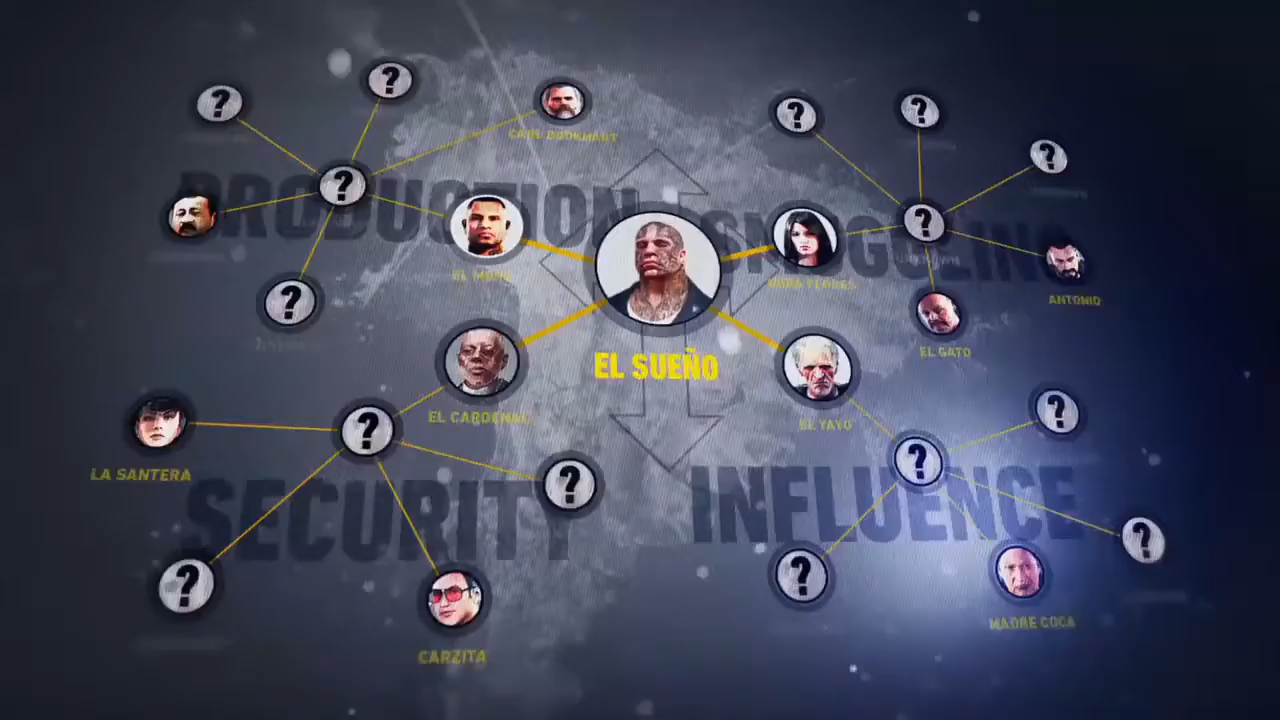 CARL BOOKHART
PRODUCTION
SMUGGLING
EL MURO
NIDIA FLORES
ANTONIO
EL GATO
EL SUEÑO
EL CARDENAL
EL YAYO
LA SANTERA
SECURITY
INFLUENCE
MADRE COCA
CARZITA
?
?
?
?
?
?
?
?
?
?
?
?
?
?